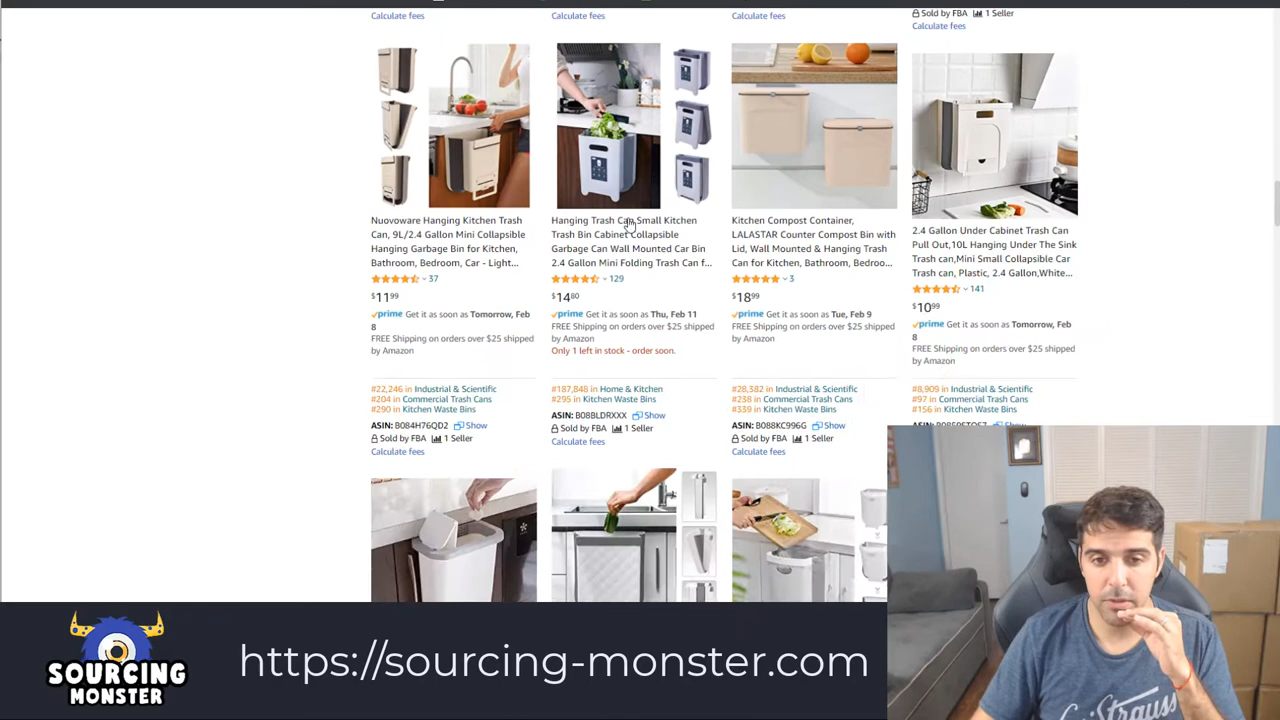 Calculate fees
Calculate fees
Calculate fees
Sold by FBA 1 Seller
Calculate fees
Nuovoware Hanging Kitchen Trash
Can, 9L/2.4 Gallon Mini Collapsible
Hanging Garbage Bin for Kitchen,
Bathroom, Bedroom, Car - Light...
37
$11.99
prime Get it as soon as Tomorrow, Feb
8
FREE Shipping on orders over $25 shipped
by Amazon
#22,246 in Industrial & Scientific
#204 in Commercial Trash Cans
#290 in Kitchen Waste Bins
ASIN: B084H76QD2 Show
Sold by FBA 1 Seller
Calculate fees
Hanging Trash Can Small Kitchen
Trash Bin Cabinet Collapsible
Garbage Can Wall Mounted Car Bin
2.4 Gallon Mini Folding Trash Can f...
129
$14.80
prime Get it as soon as Thu, Feb 11
FREE Shipping on orders over $25 shipped
by Amazon
Only 1 left in stock - order soon.
#187,848 in Home & Kitchen
#295 in Kitchen Waste Bins
ASIN: B08BLDRXXX Show
Sold by FBA 1 Seller
Calculate fees
Kitchen Compost Container,
LALASTAR Counter Compost Bin with
Lid, Wall Mounted & Hanging Trash
Can for Kitchen, Bathroom, Bedroo...
3
$18.99
prime Get it as soon as Tue, Feb 9
FREE Shipping on orders over $25 shipped
by Amazon
#28,382 in Industrial & Scientific
#238 in Commercial Trash Cans
#339 in Kitchen Waste Bins
ASIN: B088KC996G Show
Sold by FBA 1 Seller
Calculate fees
2.4 Gallon Under Cabinet Trash Can
Pull Out,10L Hanging Under The Sink
Trash can,Mini Small Collapsible Car
Trash can, Plastic, 2.4 Gallon,White...
141
$10.99
prime Get it as soon as Tomorrow, Feb
8
FREE Shipping on orders over $25 shipped
by Amazon
#8,909 in Industrial & Scientific
#97 in Commercial Trash Cans
#156 in Kitchen Waste Bins
SOURCING
MONSTER
https://sourcing-monster.com